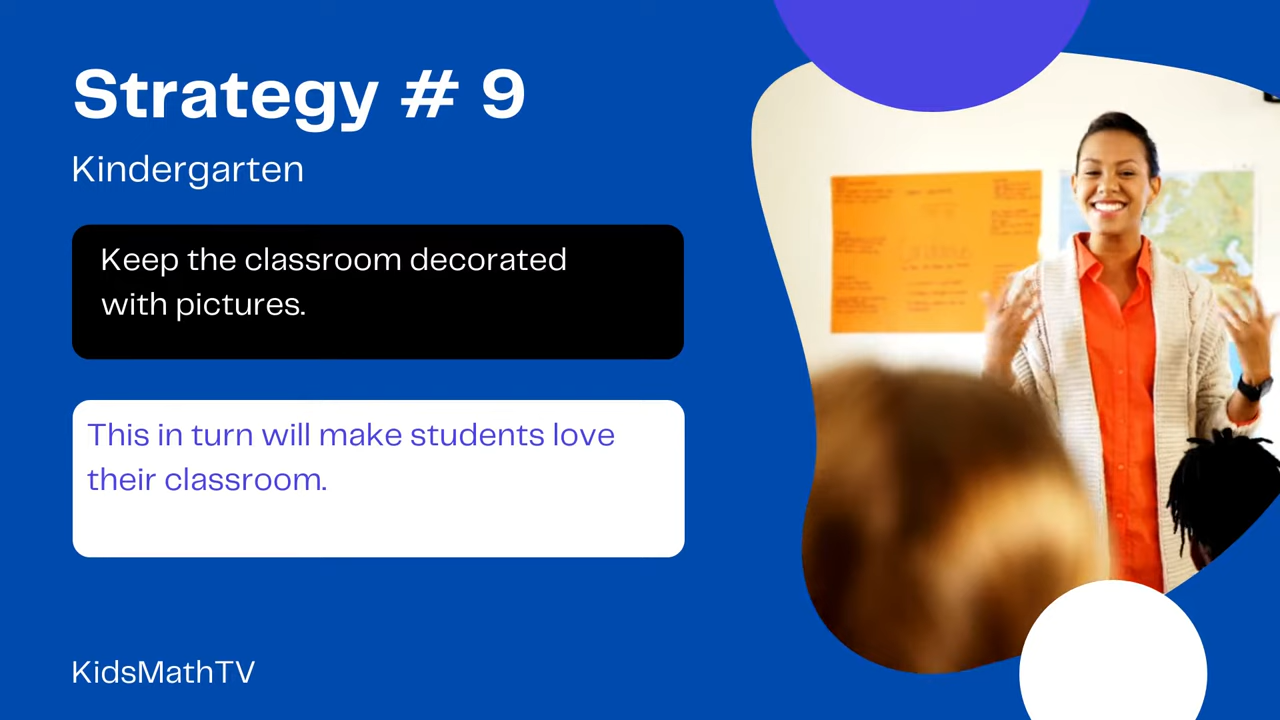 Strategy # 9
Kindergarten
Keep the classroom decorated
with pictures.
This in turn will make students love
their classroom.
KidsMathTV